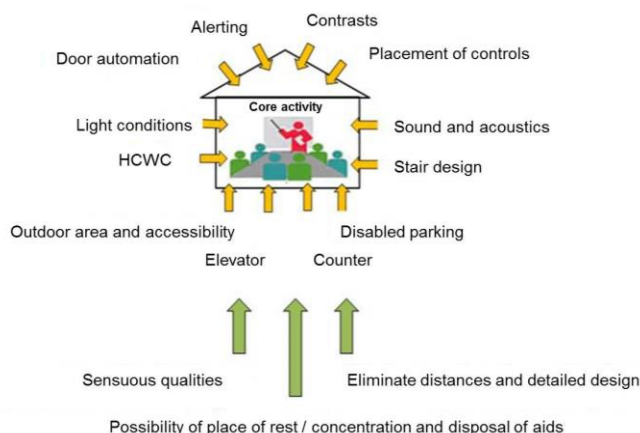 Alerting
Contrasts
Door automation
Placement of controls
Core activity
Light conditions
Sound and acoustics
HCWC
Stair design
Outdoor area and accessibility
Disabled parking
Elevator
Counter
Sensuous qualities
Eliminate distances and detailed design
Possibility of place of rest / concentration and disposal of aids